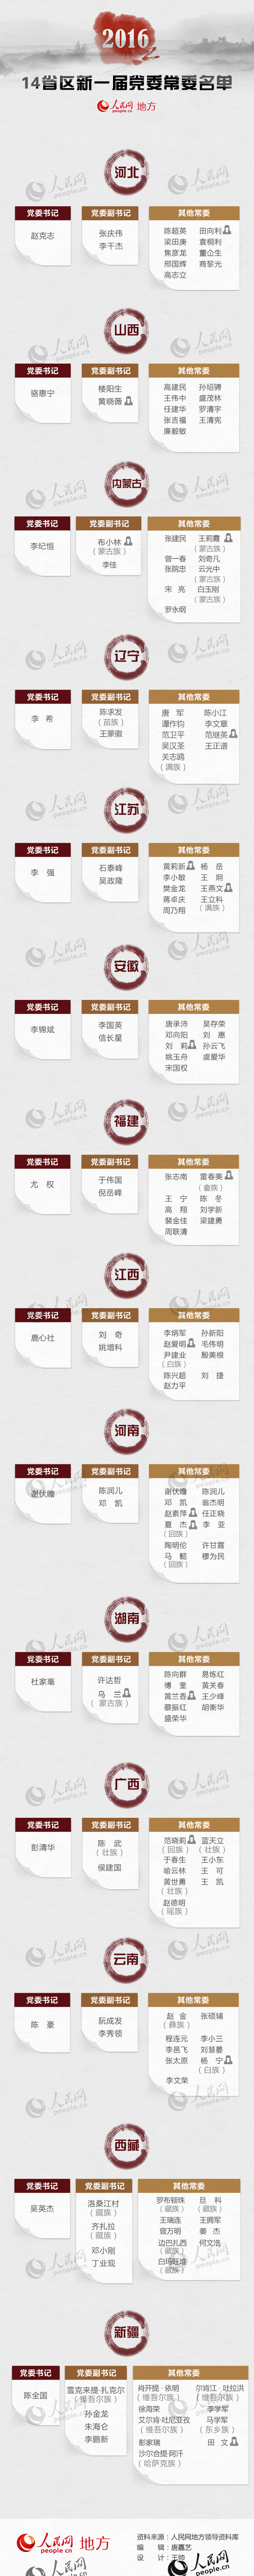 2016
14省区新一届党委常委名单
人民网 people.cn 地方
河北
党委书记 党委副书记 其他常委
赵克志
张庆伟
李干杰
陈超英 田向利
梁田庚 袁桐利
焦彦龙 董仚生
邢国辉 商黎光
高志立
山西
党委书记 党委副书记 其他常委
骆惠宁
楼阳生
黄晓薇
高建民 孙绍骋
王伟中 盛茂林
任建华 罗清宇
张吉福 王清宪
廉毅敏
内蒙古
党委书记 党委副书记 其他常委
李纪恒
布小林
（蒙古族）
李佳
张建民 王莉霞
（蒙古族）
曾一春 刘奇凡
张院忠 云光中
（蒙古族）
宋 亮 白玉刚
（蒙古族）
罗永纲
辽宁
党委书记 党委副书记 其他常委
李 希
陈求发
（苗族）
王蒙徽
唐 军 陈小江
谭作钧 李文章
范卫平 范继英
吴汉圣 王正谱
关志鸥
（满族）
江苏
党委书记 党委副书记 其他常委
李 强
石泰峰
吴政隆
黄莉新 杨 岳
李小敏 王 炯
樊金龙 王燕文
蒋卓庆 王立科
（满族）
周乃翔
安徽
党委书记 党委副书记 其他常委
李锦斌
李国英
信长星
唐承沛 吴存荣
邓向阳 刘 惠
刘 莉 孙云飞
姚玉舟 虞爱华
宋国权
福建
党委书记 党委副书记 其他常委
尤 权
于伟国
倪岳峰
张志南 雷春美
（畲族）
王 宁 陈 冬
高 翔 刘学新
裴金佳 梁建勇
周联清
江西
党委书记 党委副书记 其他常委
鹿心社
刘 奇
姚增科
李炳军 孙新阳
赵爱明 毛伟明
尹建业 殷美根
（白族）
陈兴超 刘 捷
赵力平
河南
党委书记 党委副书记 其他常委
谢伏瞻
陈润儿
邓 凯
谢伏瞻 陈润儿
邓 凯 翁杰明
赵素萍 任正晓
夏 杰 李 亚
（回族）
陶明伦 许甘露
马 懿 穆为民
（回族）
湖南
党委书记 党委副书记 其他常委
杜家毫
许达哲
乌 兰
（蒙古族）
陈向群 易炼红
傅 奎 黄关春
黄兰香 王少峰
蔡振红 胡衡华
盛荣华
广西
党委书记 党委副书记 其他常委
彭清华
陈 武
（壮族）
侯建国
范晓莉 蓝天立
（回族） （壮族）
于春生 王小东
喻云林 王 可
黄世勇 王 凯
（壮族）
赵德明
（瑶族）
云南
党委书记 党委副书记 其他常委
陈 豪
阮成发
李秀领
赵 金 张硕辅
（彝族）
程连元 李小三
李邑飞 刘慧晏
张太原 杨 宁
（白族）
李文荣
西藏
党委书记 党委副书记 其他常委
吴英杰
洛桑江村
（藏族）
齐扎拉
（藏族）
邓小刚
丁业现
罗布顿珠 旦 科
（藏族） （藏族）
王瑞连 王拥军
曾万明 姜 杰
边巴扎西 何文浩
（藏族）
白玛旺堆
（藏族）
新疆
党委书记 党委副书记 其他常委
陈全国
雪克来提·扎克尔
（维吾尔族）
孙金龙
朱海仑
李鹏新
肖开提·依明 尔肯江·吐拉洪
（维吾尔族） （维吾尔族）
徐海荣 李学军
艾尔肯·吐尼亚孜 马学军
（维吾尔族） （东乡族）
彭家瑞 田 文
沙尔合提·阿汗
（哈萨克族）
人民网 people.cn 地方
资料来源：人民网地方领导资料库
编 辑：唐嘉艺
设 计：王帅